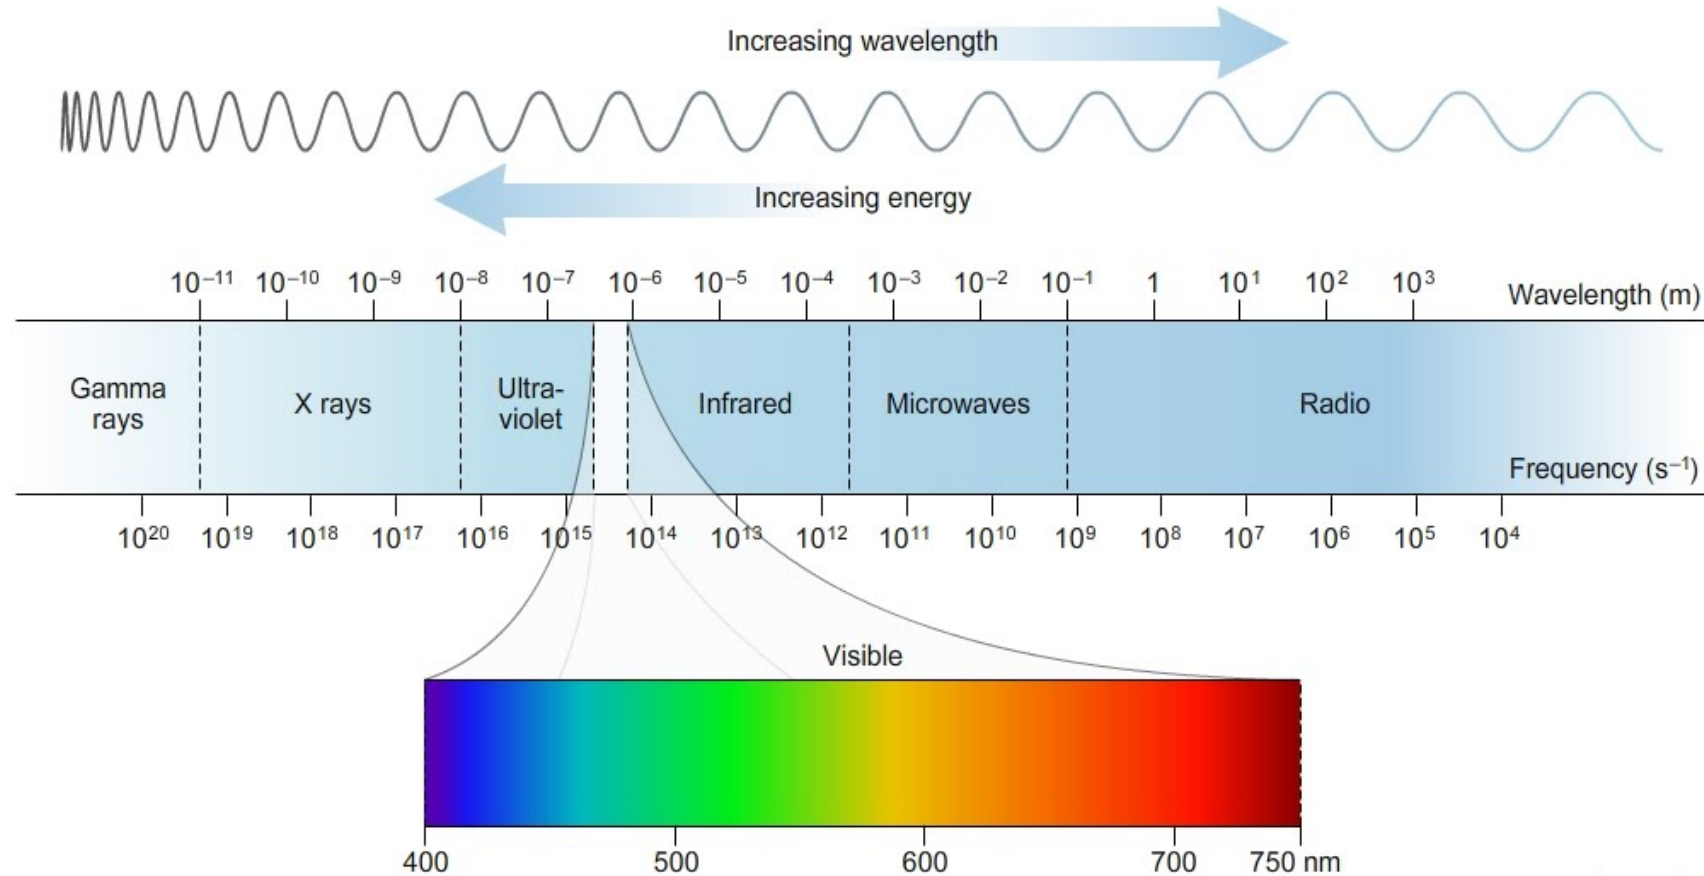 Increasing wavelength
Increasing energy
10⁻¹¹ 10⁻¹⁰ 10⁻⁹ 10⁻⁸ 10⁻⁷ 10⁻⁶ 10⁻⁵ 10⁻⁴ 10⁻³ 10⁻² 10⁻¹ 1 10¹ 10² 10³
Wavelength (m)
Gamma
rays
X rays
Ultra-
violet
Infrared
Microwaves
Radio
Frequency (s⁻¹)
10²⁰ 10¹⁹ 10¹⁸ 10¹⁷ 10¹⁶ 10¹⁵ 10¹⁴ 10¹³ 10¹² 10¹¹ 10¹⁰ 10⁹ 10⁸ 10⁷ 10⁶ 10⁵ 10⁴
Visible
400 500 600 700 750 nm